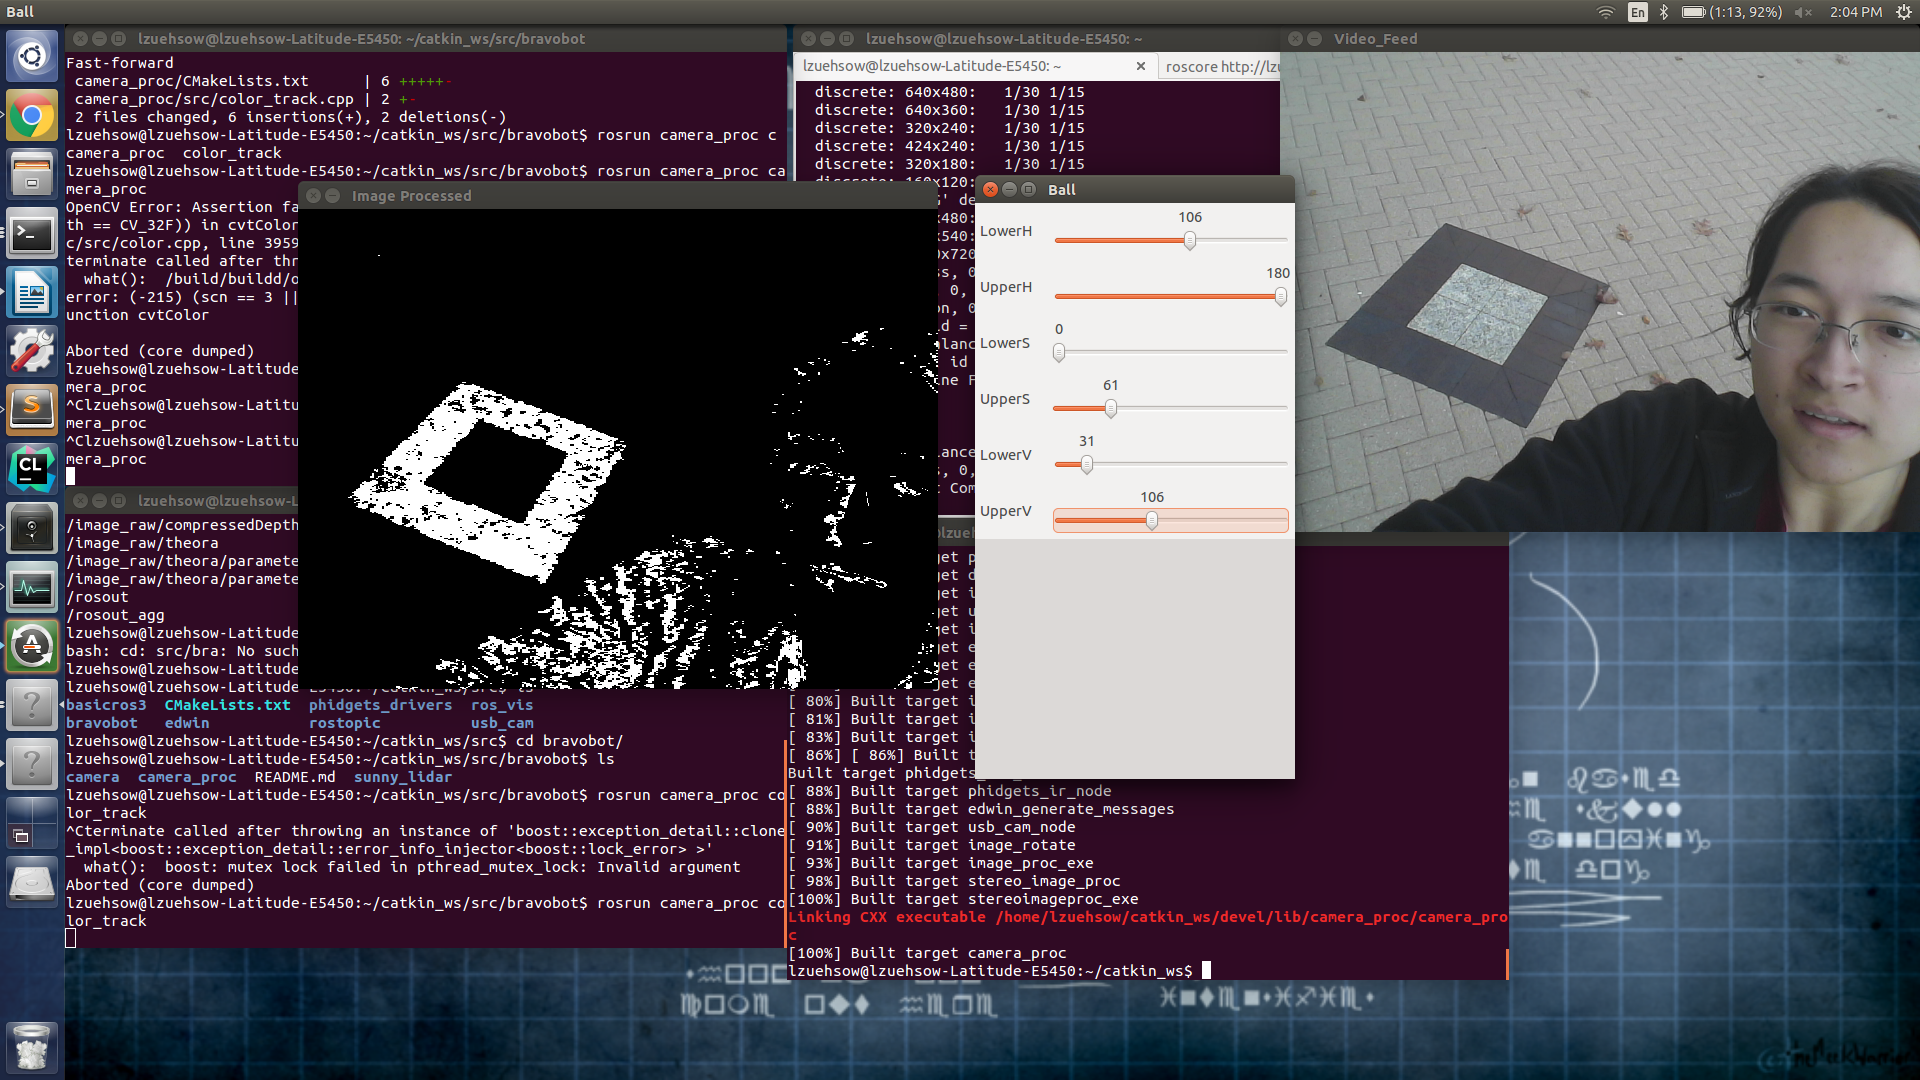 Ball
En
(1:13, 92%)
2:04 PM
lzuehsow@lzuehsow-Latitude-E5450: ~/catkin_ws/src/bravobot
Fast-forward
camera_proc/CMakeLists.txt | 6 +++++-
camera_proc/src/color_track.cpp | 2 +-
2 files changed, 6 insertions(+), 2 deletions(-)
lzuehsow@lzuehsow-Latitude-E5450:~/catkin_ws/src/bravobot$ rosrun camera_proc c
camera_proc color_track
lzuehsow@lzuehsow-Latitude-E5450:~/catkin_ws/src/bravobot$ rosrun camera_proc ca
mera_proc
OpenCV Error: Assertion fa
th == CV_32F)) in cvtColor
c/src/color.cpp, line 3959
terminate called after thr
what(): /build/buildd/o
error: (-215) (scn == 3 ||
unction cvtColor
Aborted (core dumped)
lzuehsow@lzuehsow-Latitude
mera_proc
^Clzuehsow@lzuehsow-Latitu
mera_proc
^Clzuehsow@lzuehsow-Latitu
mera_proc
lzuehsow@lzuehsow-L
/image_raw/compressedDepth
/image_raw/theora
/image_raw/theora/paramete
/image_raw/theora/paramete
/rosout
/rosout_agg
lzuehsow@lzuehsow-Latitude
bash: cd: src/bra: No such
lzuehsow@lzuehsow-Latitude
lzuehsow@lzuehsow-Latitude-E5450:~/catkin_ws/src$ ls
basicros3 CMakeLists.txt phidgets_drivers ros_vis
bravobot edwin rostopic usb_cam
lzuehsow@lzuehsow-Latitude-E5450:~/catkin_ws/src$ cd bravobot/
lzuehsow@lzuehsow-Latitude-E5450:~/catkin_ws/src/bravobot$ ls
camera camera_proc README.md sunny_lidar
lzuehsow@lzuehsow-Latitude-E5450:~/catkin_ws/src/bravobot$ rosrun camera_proc co
lor_track
^Cterminate called after throwing an instance of 'boost::exception_detail::clone
_impl<boost::exception_detail::error_info_injector<boost::lock_error> >'
what(): boost: mutex lock failed in pthread_mutex_lock: Invalid argument
Aborted (core dumped)
lzuehsow@lzuehsow-Latitude-E5450:~/catkin_ws/src/bravobot$ rosrun camera_proc co
lor_track
Image Processed
lzuehsow@lzuehsow-Latitude-E5450: ~
lzuehsow@lzuehsow-Latitude-E5450: ~
roscore http://lzu
discrete: 640x480: 1/30 1/15
discrete: 640x360: 1/30 1/15
discrete: 320x240: 1/30 1/15
discrete: 424x240: 1/30 1/15
discrete: 320x180: 1/30 1/15
Ball
LowerH
106
UpperH
180
LowerS
0
UpperS
61
LowerV
31
UpperV
106
Video_Feed
[ 80%] Built target i
[ 81%] Built target i
[ 83%] Built target i
[ 86%] [ 86%] Built t
Built target phidgets
[ 88%] Built target phidgets_ir_node
[ 88%] Built target edwin_generate_messages
[ 90%] Built target usb_cam_node
[ 91%] Built target image_rotate
[ 93%] Built target image_proc_exe
[ 98%] Built target stereo_image_proc
[100%] Built target stereoimageproc_exe
Linking CXX executable /home/lzuehsow/catkin_ws/devel/lib/camera_proc/camera_pro
c
[100%] Built target camera_proc
lzuehsow@lzuehsow-Latitude-E5450:~/catkin_ws$